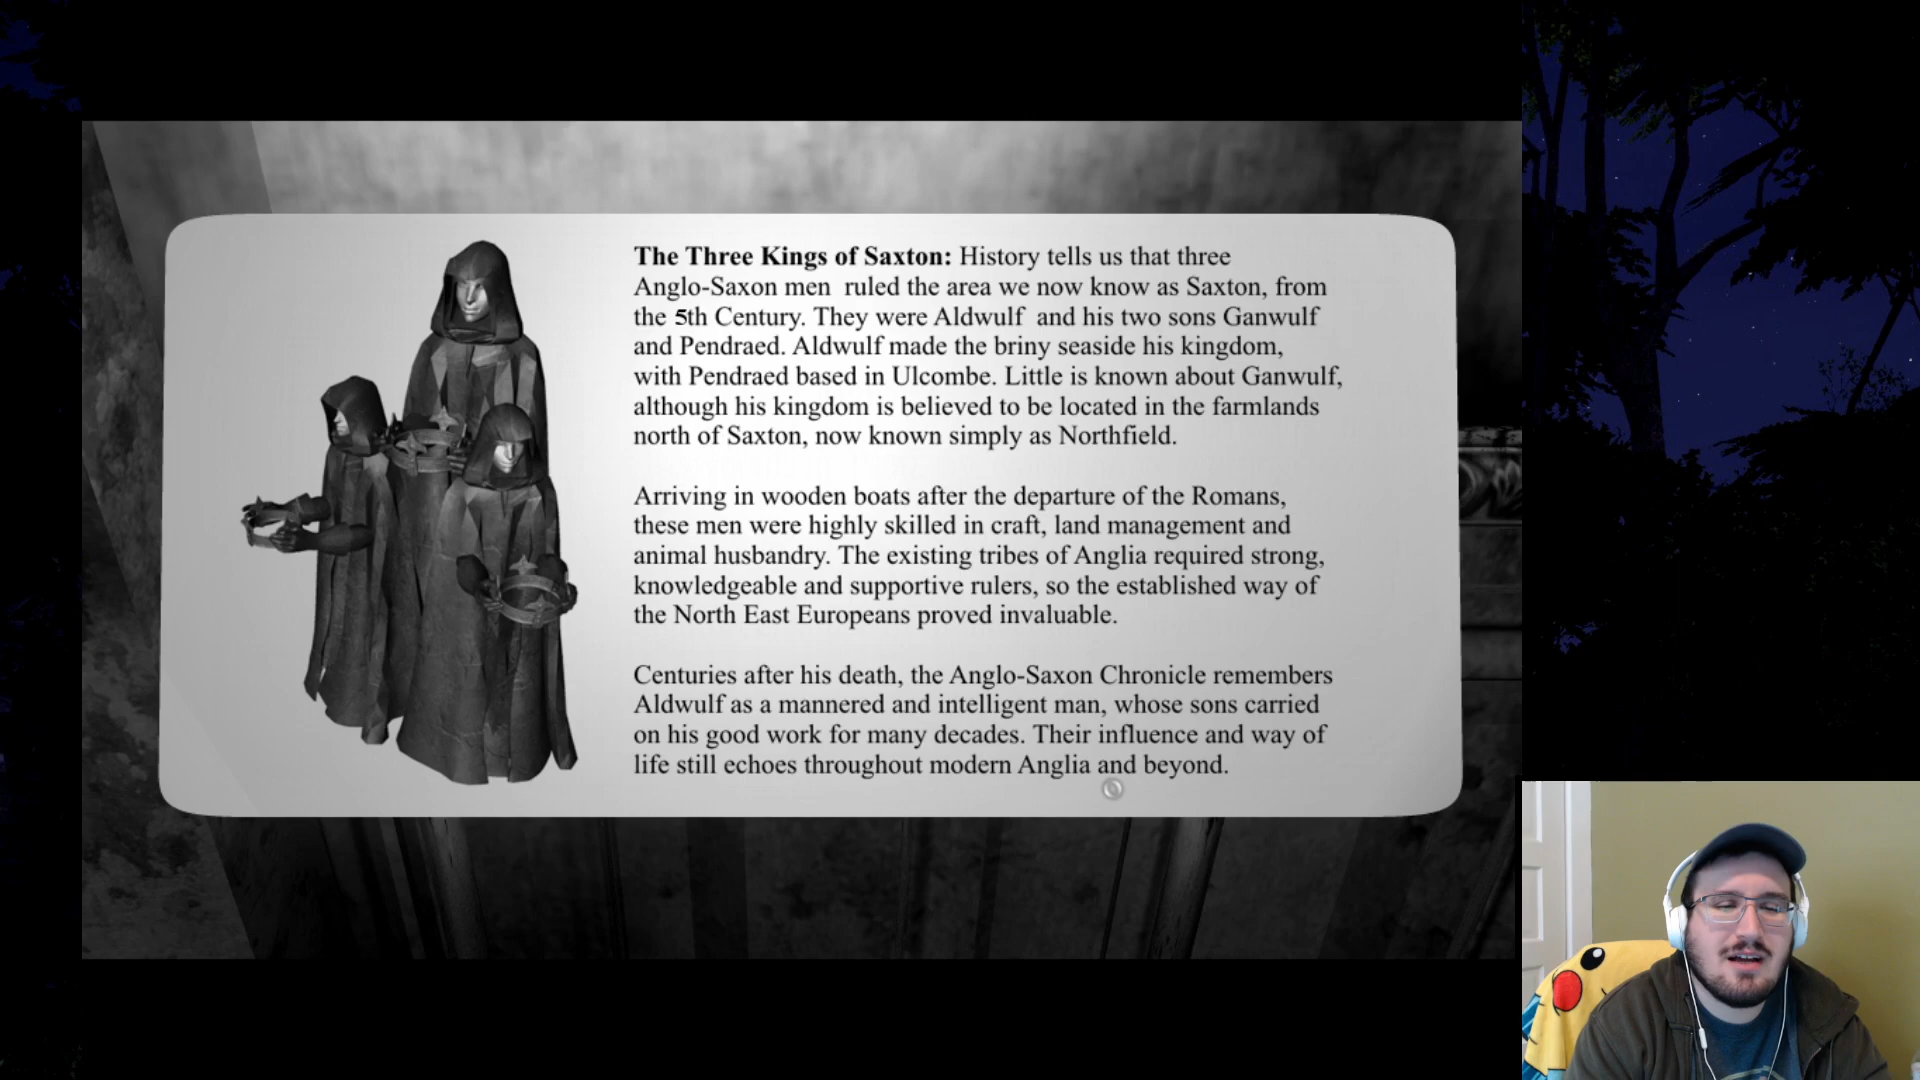 The Three Kings of Saxton: History tells us that three
Anglo-Saxon men ruled the area we now know as Saxton, from
the 5th Century. They were Aldwulf and his two sons Ganwulf
and Pendraed. Aldwulf made the briny seaside his kingdom,
with Pendraed based in Ulcombe. Little is known about Ganwulf,
although his kingdom is believed to be located in the farmlands
north of Saxton, now known simply as Northfield.
Arriving in wooden boats after the departure of the Romans,
these men were highly skilled in craft, land management and
animal husbandry. The existing tribes of Anglia required strong,
knowledgeable and supportive rulers, so the established way of
the North East Europeans proved invaluable.
Centuries after his death, the Anglo-Saxon Chronicle remembers
Aldwulf as a mannered and intelligent man, whose sons carried
on his good work for many decades. Their influence and way of
life still echoes throughout modern Anglia and beyond.